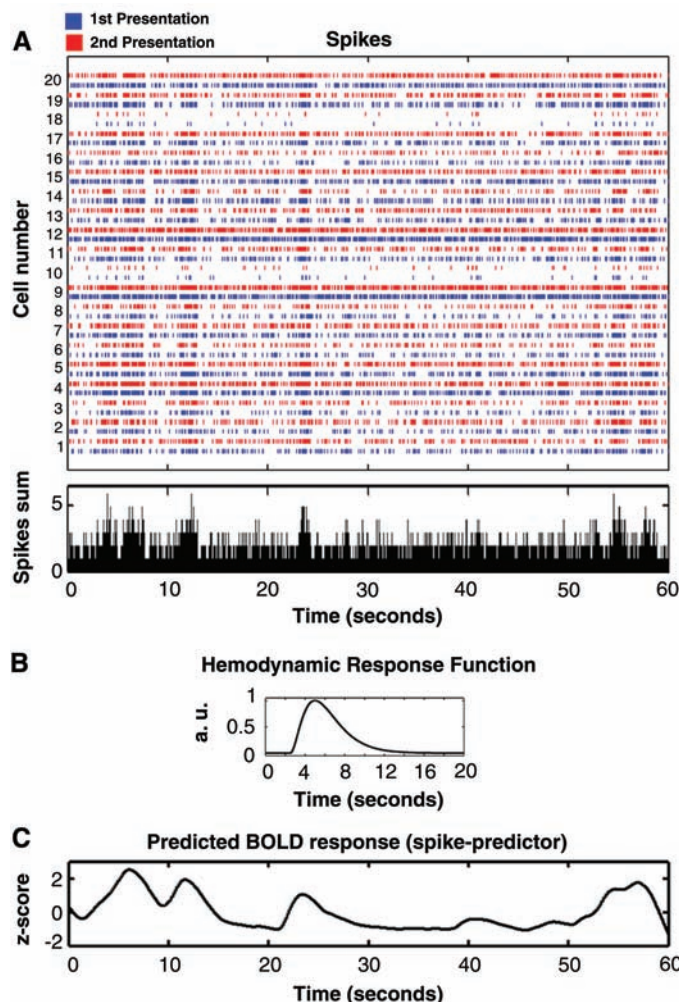 1st Presentation
2nd Presentation
A
Spikes
Cell number
20
19
18
17
16
15
14
13
12
11
10
9
8
7
6
5
4
3
2
1
Spikes sum
5
0
0 10 20 30 40 50 60
Time (seconds)
B
Hemodynamic Response Function
a. u.
1
0.5
0
0 4 8 12 16 20
Time (seconds)
C
Predicted BOLD response (spike-predictor)
z-score
2
0
-2
0 10 20 30 40 50 60
Time (seconds)